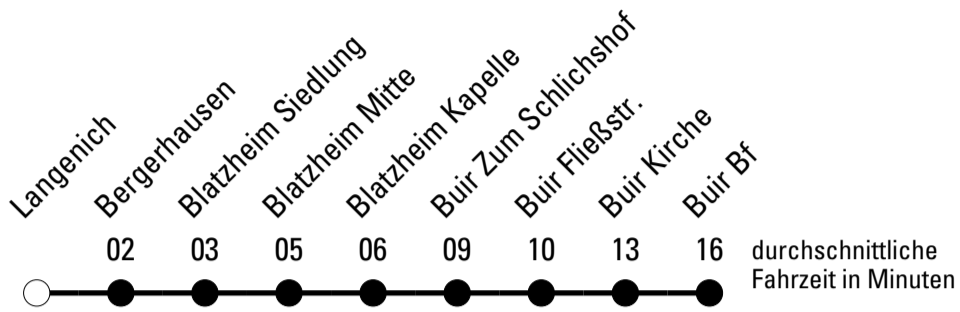 Langenich
Bergerhausen
Blatzheim Siedlung
Blatzheim Mitte
Blatzheim Kapelle
Buir Zum Schlichshof
Buir Fließstr.
Buir Kirche
Buir Bf
02 03 05 06 09 10 13 16
durchschnittliche
Fahrzeit in Minuten